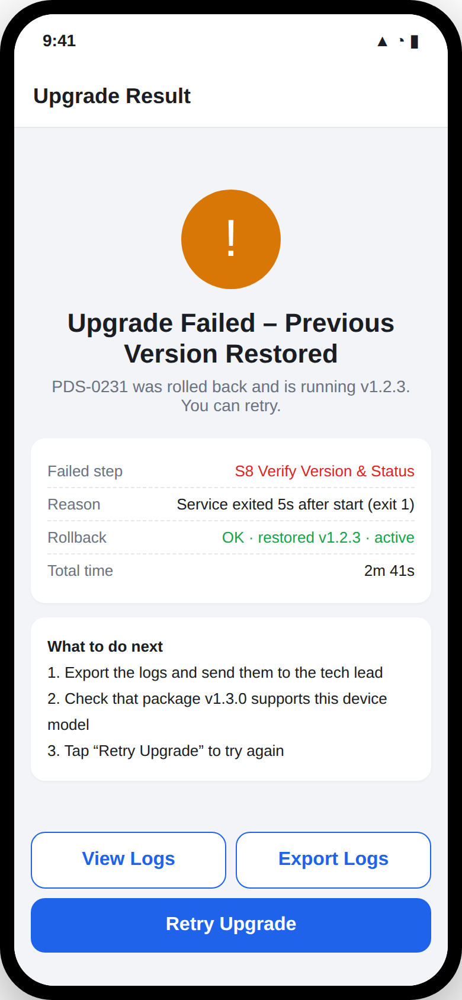 9:41
Upgrade Result
!
Upgrade Failed – Previous
Version Restored
PDS-0231 was rolled back and is running v1.2.3.
You can retry.
Failed step S8 Verify Version & Status
Reason Service exited 5s after start (exit 1)
Rollback OK · restored v1.2.3 · active
Total time 2m 41s
What to do next
1. Export the logs and send them to the tech lead
2. Check that package v1.3.0 supports this device
model
3. Tap “Retry Upgrade” to try again
View Logs Export Logs
Retry Upgrade